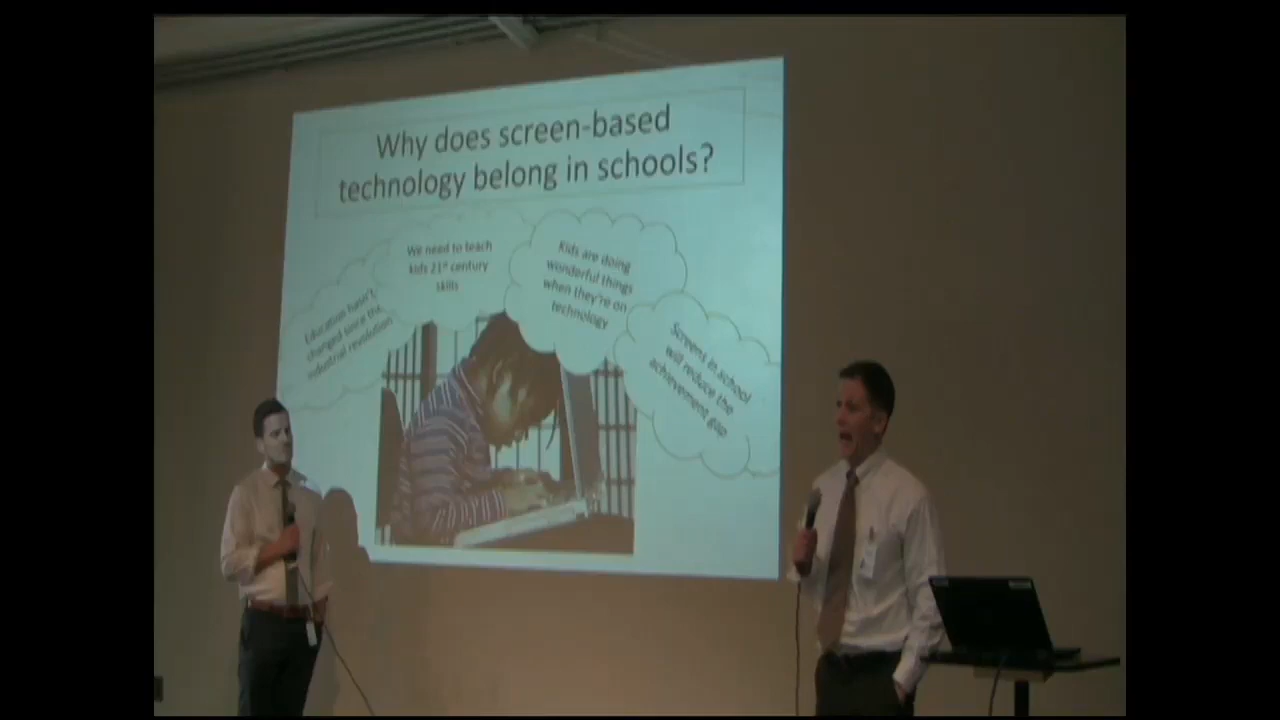 Why does screen-based
technology belong in schools?
Education hasn't
changed since the
industrial revolution
We need to teach
kids 21st century
skills
Kids are doing
wonderful things
when they're on
technology
Screens in school
will reduce the
achievement gap